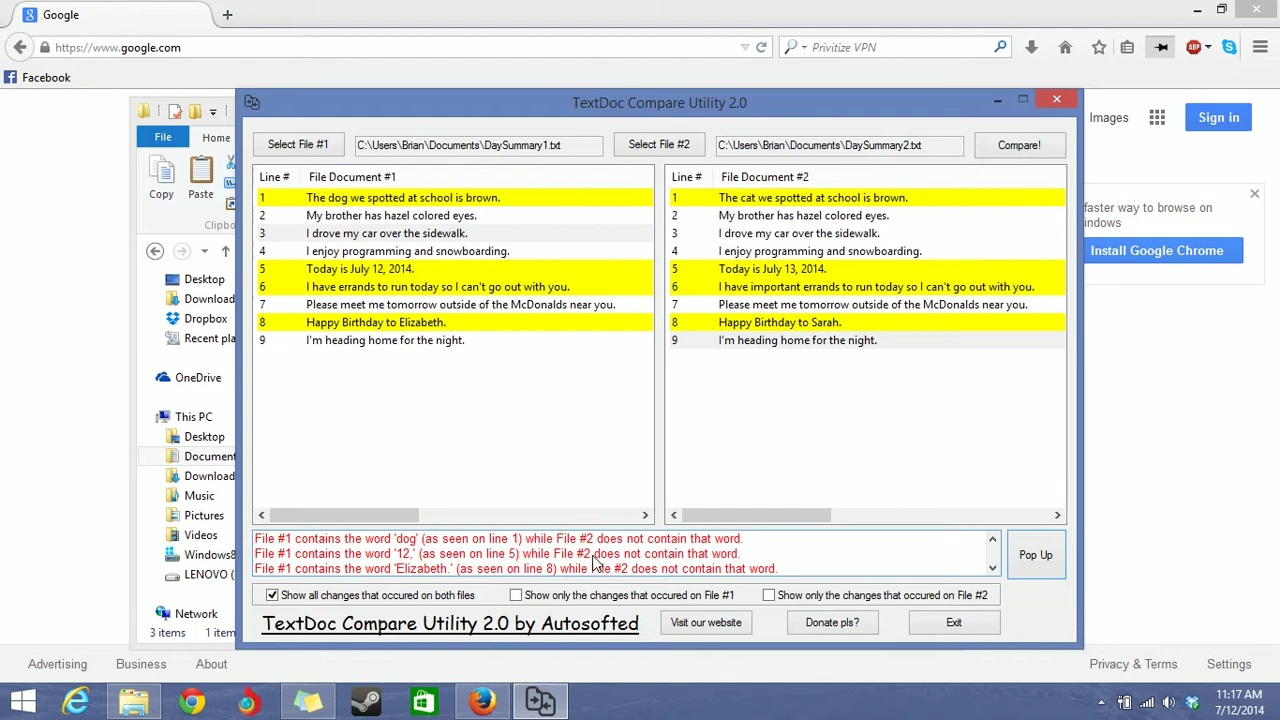 Google
https://www.google.com
Privitize VPN
ABP
Facebook
TextDoc Compare Utility 2.0
File
Home
Images
Sign in
Select File #1
C:\Users\Brian\Documents\DaySummary1.txt
Select File #2
C:\Users\Brian\Documents\DaySummary2.txt
Compare!
Copy
Paste
Line #
File Document #1
1 The dog we spotted at school is brown.
2 My brother has hazel colored eyes.
3 I drove my car over the sidewalk.
4 I enjoy programming and snowboarding.
5 Today is July 12, 2014.
6 I have errands to run today so I can't go out with you.
7 Please meet me tomorrow outside of the McDonalds near you.
8 Happy Birthday to Elizabeth.
9 I'm heading home for the night.
Line #
File Document #2
1 The cat we spotted at school is brown.
2 My brother has hazel colored eyes.
3 I drove my car over the sidewalk.
4 I enjoy programming and snowboarding.
5 Today is July 13, 2014.
6 I have important errands to run today so I can't go out with you.
7 Please meet me tomorrow outside of the McDonalds near you.
8 Happy Birthday to Sarah.
9 I'm heading home for the night.
faster way to browse on
indows
Install Google Chrome
Clipbc
Desktop
Download
Dropbox
Recent pla
OneDrive
This PC
Desktop
Document
Download
Music
Pictures
Videos
Windows8
LENOVO (
Network
3 items
1 item
File #1 contains the word 'dog' (as seen on line 1) while File #2 does not contain that word.
File #1 contains the word '12,' (as seen on line 5) while File #2 does not contain that word.
File #1 contains the word 'Elizabeth.' (as seen on line 8) while File #2 does not contain that word.
Pop Up
Show all changes that occured on both files
Show only the changes that occured on File #1
Show only the changes that occured on File #2
TextDoc Compare Utility 2.0 by Autosofted
Visit our website
Donate pls?
Exit
Advertising
Business
About
Privacy & Terms
Settings
11:17 AM
7/12/2014